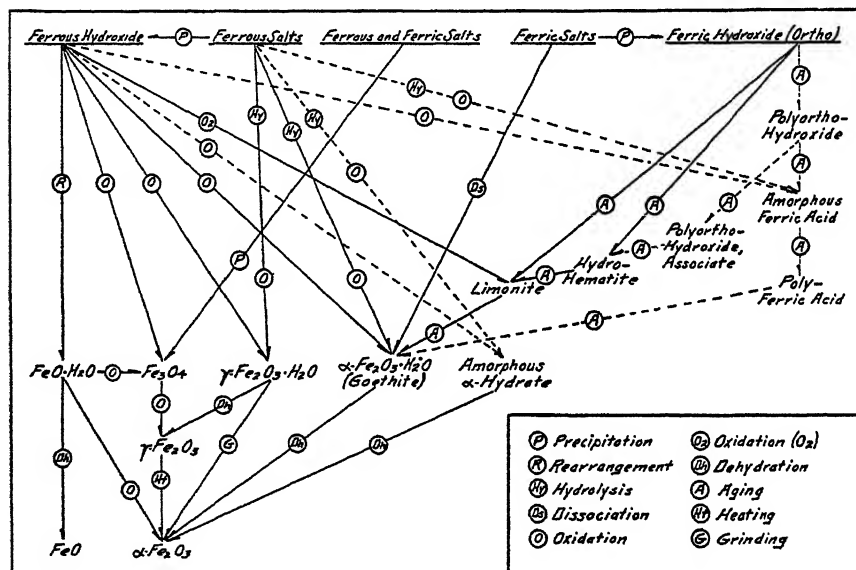 Ferrous Hydroxide P Ferrous Salts Ferrous and Ferric Salts Ferric Salts P Ferric Hydroxide (Ortho)
A
Hy
O
Polyortho-
Hydroxide
O₂
Hy
Hy
Hy
O
O
A
A
R
O
O
O
O
Ds
A
A
A
Amorphous
Ferric Acid
Polyortho-
Hydroxide,
Associate
A
A
Hydro-
Hematite
P
O
O
Limonite
A
Poly-
Ferric Acid
A
A
FeO·H₂O O Fe₃O₄ γ-Fe₂O₃·H₂O α-Fe₂O₃·H₂O
(Goethite)
Amorphous
α-Hydrate
O
Dh
γ-Fe₂O₃
G
Dh
Dh
Dh
O
Ht
FeO
α-Fe₂O₃
P Precipitation
R Rearrangement
Hy Hydrolysis
Ds Dissociation
O Oxidation
O₂ Oxidation (O₂)
Dh Dehydration
A Aging
Ht Heating
G Grinding